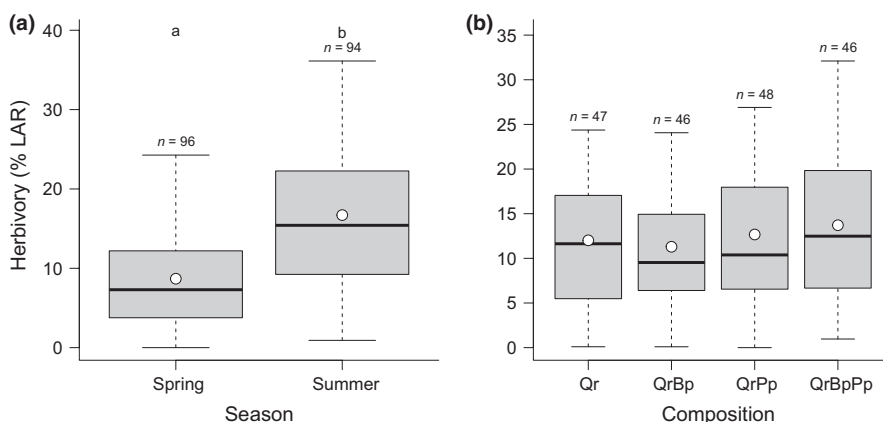 (a)
Herbivory (% LAR)
40
30
20
10
0
a
b
n = 96
n = 94
Spring
Summer
Season
(b)
35
30
25
20
15
10
5
0
n = 47
n = 46
n = 48
n = 46
Qr
QrBp
QrPp
QrBpPp
Composition